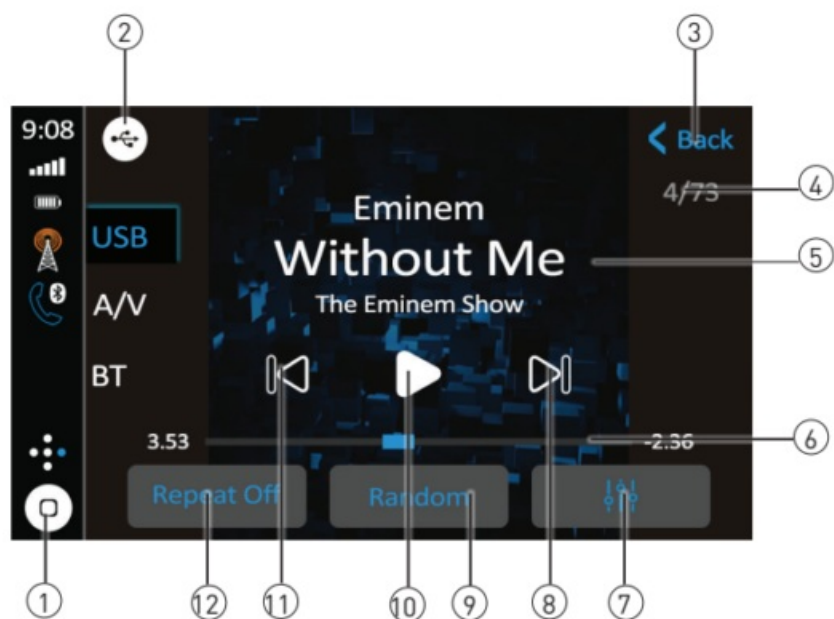 2
3
9:08
Back
4/73
4
Eminem
USB
Without Me
5
The Eminem Show
A/V
BT
3.53
-2.36
6
Repeat Off
Random
1
12
11
10
9
8
7